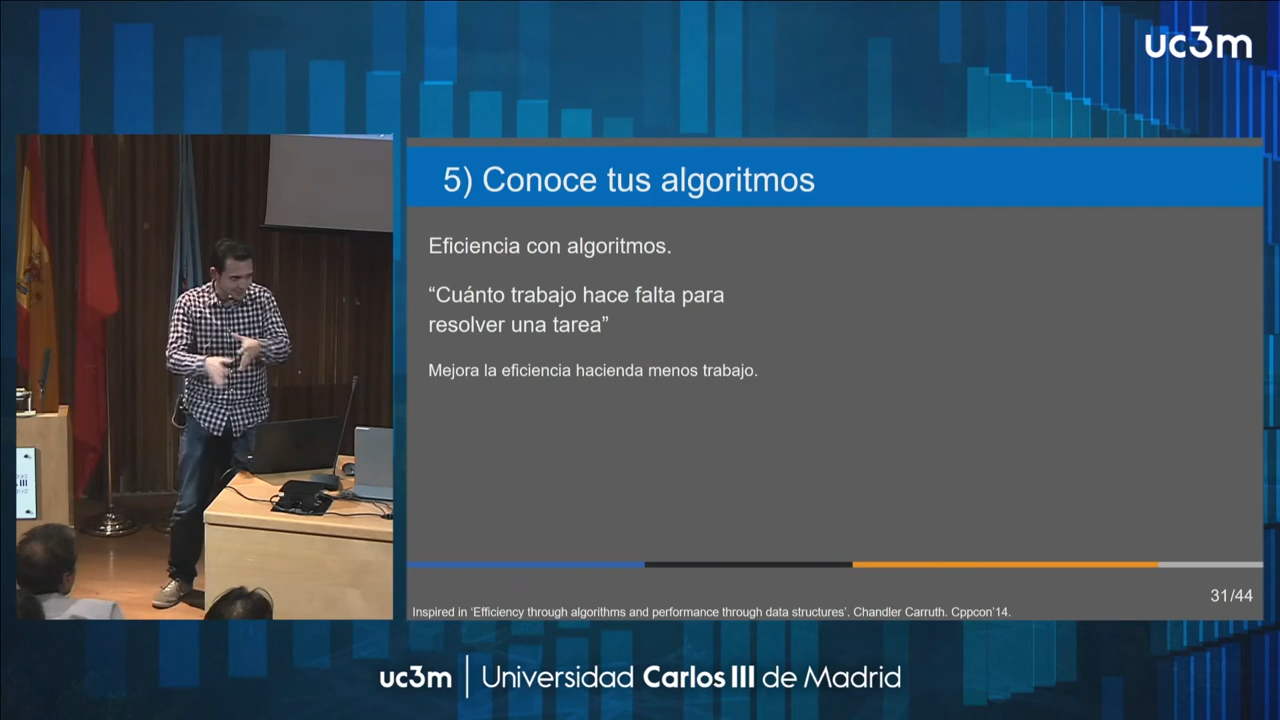 uc3m
5) Conoce tus algoritmos
Eficiencia con algoritmos.
“Cuánto trabajo hace falta para
resolver una tarea”
Mejora la eficiencia hacienda menos trabajo.
31/44
Inspired in ‘Efficiency through algorithms and performance through data structures’. Chandler Carruth. Cppcon’14.
uc3m | Universidad Carlos III de Madrid